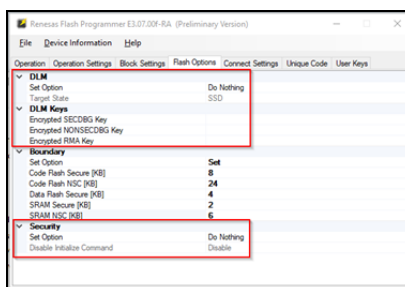 Renesas Flash Programmer E3.07.00f-RA (Preliminary Version)
File Device Information Help
Operation Operation Settings Block Settings Flash Options Connect Settings Unique Code User Keys
DLM
Set Option Do Nothing
Target State SSD
DLM Keys
Encrypted SECDBG Key
Encrypted NONSECDBG Key
Encrypted RMA Key
Boundary
Set Option Set
Code Flash Secure [KB] 8
Code Flash NSC [KB] 24
Data Flash Secure [KB] 4
SRAM Secure [KB] 2
SRAM NSC [KB] 6
Security
Set Option Do Nothing
Disable Initialize Command Disable